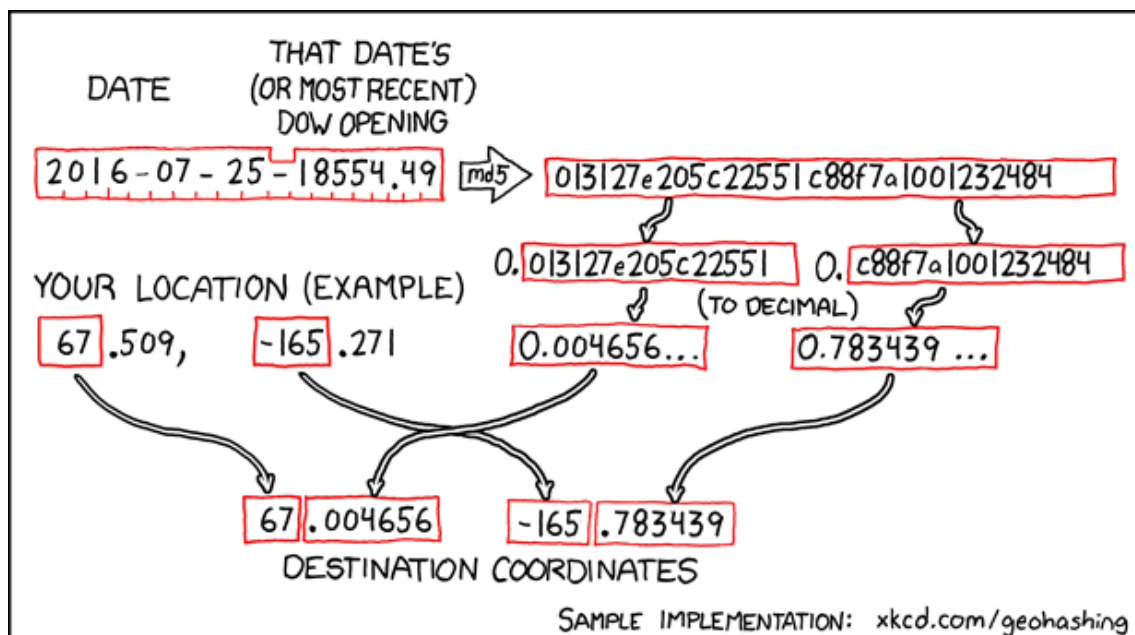 DATE
THAT DATE'S
(OR MOST RECENT)
DOW OPENING
2016-07-25-18554.49
md5
013127e205c22551c88f7a1001232484
0.013127e205c22551
0.c88f7a1001232484
YOUR LOCATION (EXAMPLE)
(TO DECIMAL)
67.509, -165.271
0.004656...
0.783439...
67.004656
-165.783439
DESTINATION COORDINATES
SAMPLE IMPLEMENTATION: xkcd.com/geohashing